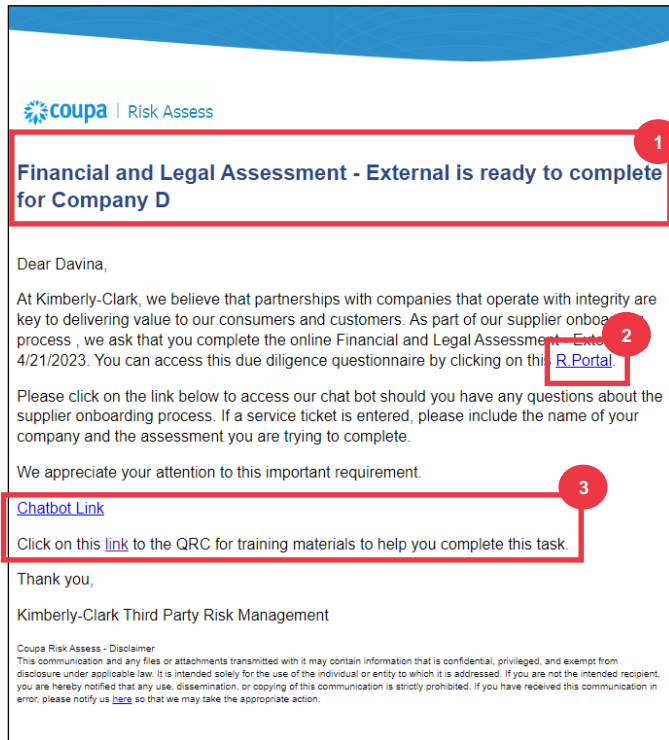 coupa | Risk Assess
1
Financial and Legal Assessment - External is ready to complete
for Company D
Dear Davina,
At Kimberly-Clark, we believe that partnerships with companies that operate with integrity are
key to delivering value to our consumers and customers. As part of our supplier
process , we ask that you complete the online Financial and Legal Assessment -
2
4/21/2023. You can access this due diligence questionnaire by clicking on this R.Portal.
Please click on the link below to access our chat bot should you have any questions about the
supplier onboarding process. If a service ticket is entered, please include the name of your
company and the assessment you are trying to complete.
We appreciate your attention to this important requirement.
3
Chatbot Link
Click on this link to the QRC for training materials to help you complete this task.
Thank you,
Kimberly-Clark Third Party Risk Management
Coupa Risk Assess - Disclaimer
This communication and any files or attachments transmitted with it may contain information that is confidential, privileged, and exempt from
disclosure under applicable law. It is intended solely for the use of the individual or entity to which it is addressed. If you are not the intended recipient,
you are hereby notified that any use, dissemination, or copying of this communication is strictly prohibited. If you have received this communication in
error, please notify us here so that we may take the appropriate action.